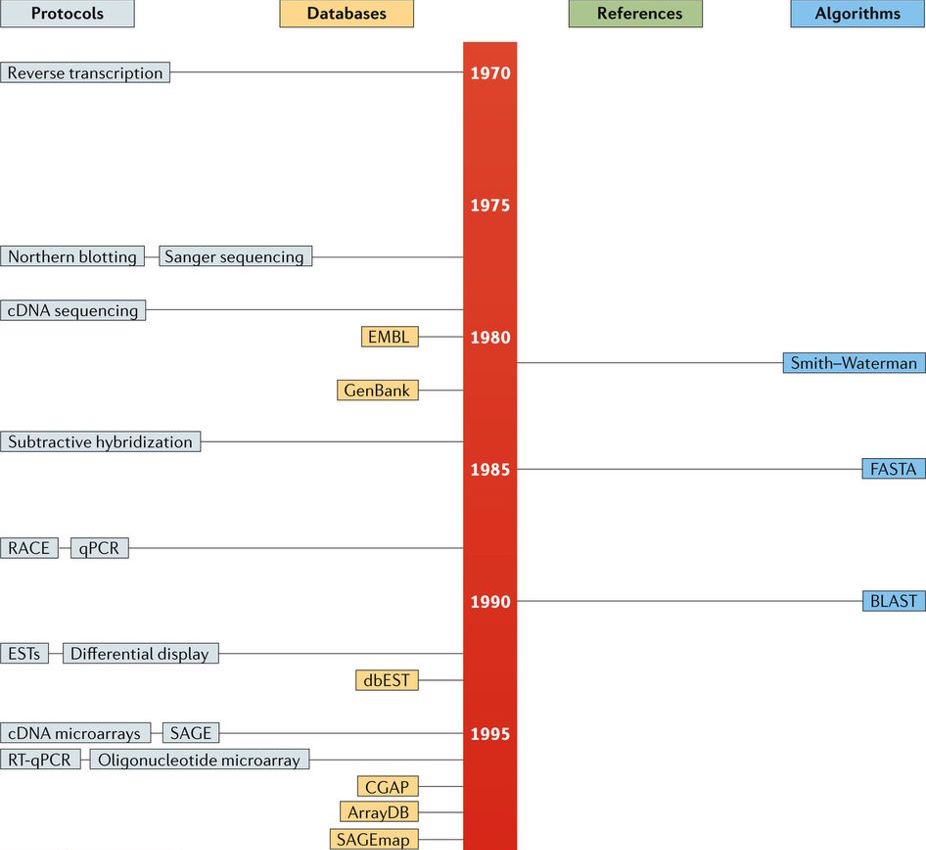 Protocols Databases References Algorithms
Reverse transcription 1970
1975
Northern blotting Sanger sequencing
cDNA sequencing
EMBL 1980
Smith–Waterman
GenBank
Subtractive hybridization
1985 FASTA
RACE qPCR
1990 BLAST
ESTs Differential display
dbEST
cDNA microarrays SAGE 1995
RT-qPCR Oligonucleotide microarray
CGAP
ArrayDB
SAGEmap